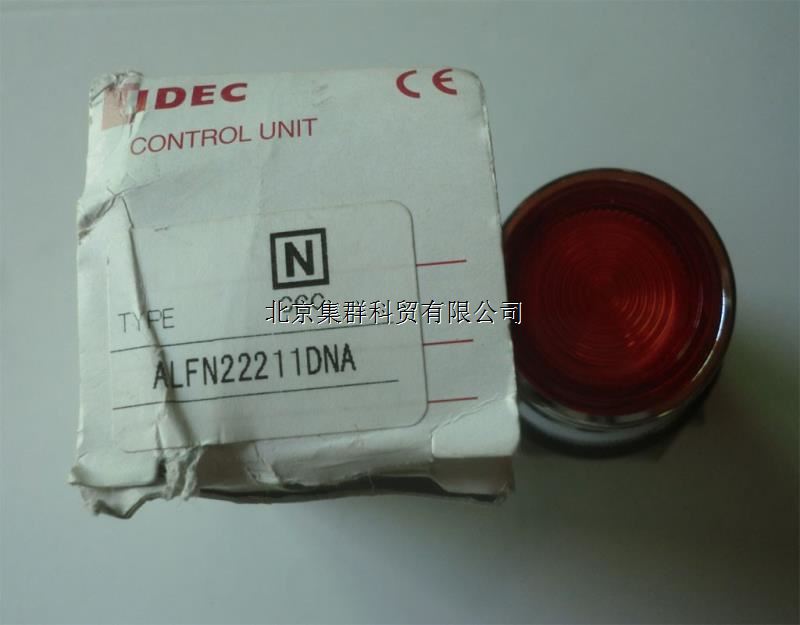 IDEC
CE
CONTROL UNIT
N
北京集群科贸有限公司
TYPE
ALFN22211DNA